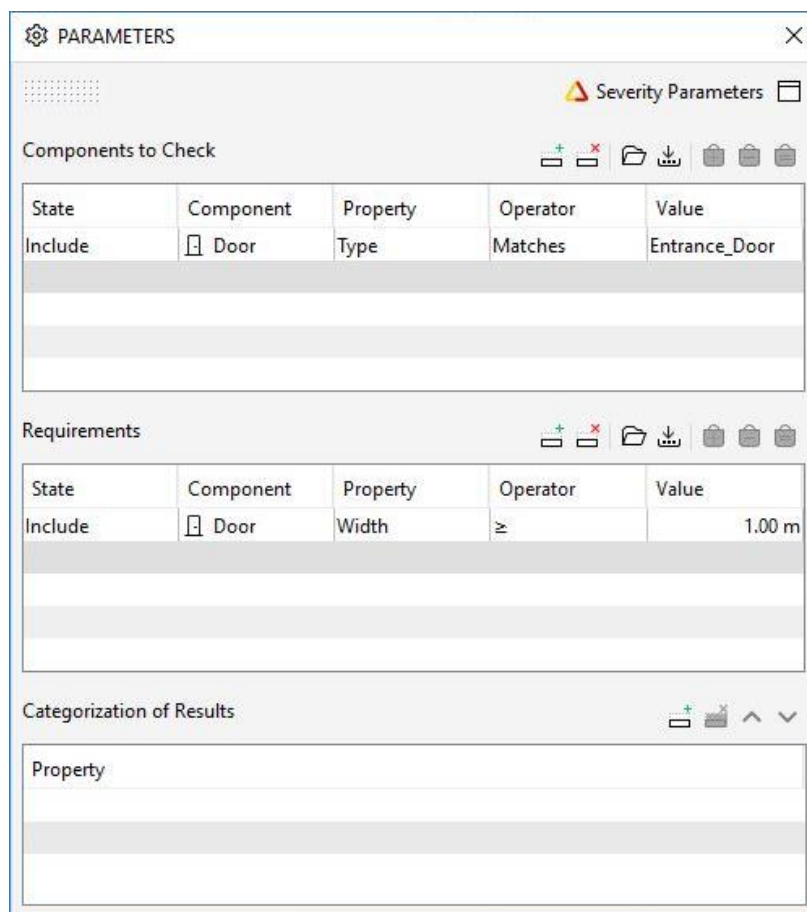 PARAMETERS
Severity Parameters
Components to Check
State Component Property Operator Value
Include Door Type Matches Entrance_Door
Requirements
State Component Property Operator Value
Include Door Width ≥ 1.00 m
Categorization of Results
Property